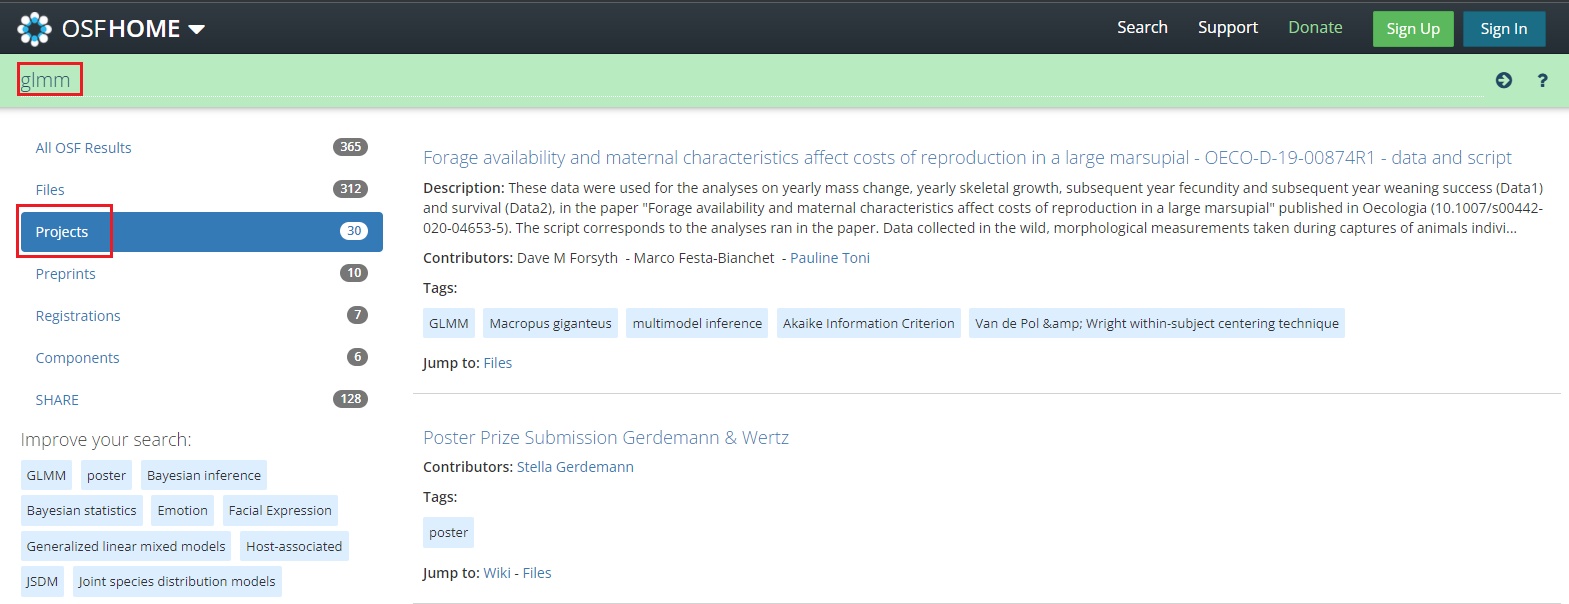 OSFHOME
Search Support Donate Sign Up Sign In
glmm
?
All OSF Results 365
Files 312
Projects 30
Preprints 10
Registrations 7
Components 6
SHARE 128
Improve your search:
GLMM poster Bayesian inference
Bayesian statistics Emotion Facial Expression
Generalized linear mixed models Host-associated
JSDM Joint species distribution models
Forage availability and maternal characteristics affect costs of reproduction in a large marsupial - OECO-D-19-00874R1 - data and script
Description: These data were used for the analyses on yearly mass change, yearly skeletal growth, subsequent year fecundity and subsequent year weaning success (Data1)
and survival (Data2), in the paper "Forage availability and maternal characteristics affect costs of reproduction in a large marsupial" published in Oecologia (10.1007/s00442-
020-04653-5). The script corresponds to the analyses ran in the paper. Data collected in the wild, morphological measurements taken during captures of animals indivi...
Contributors: Dave M Forsyth - Marco Festa-Bianchet - Pauline Toni
Tags:
GLMM Macropus giganteus multimodel inference Akaike Information Criterion Van de Pol &amp; Wright within-subject centering technique
Jump to: Files
Poster Prize Submission Gerdemann & Wertz
Contributors: Stella Gerdemann
Tags:
poster
Jump to: Wiki - Files